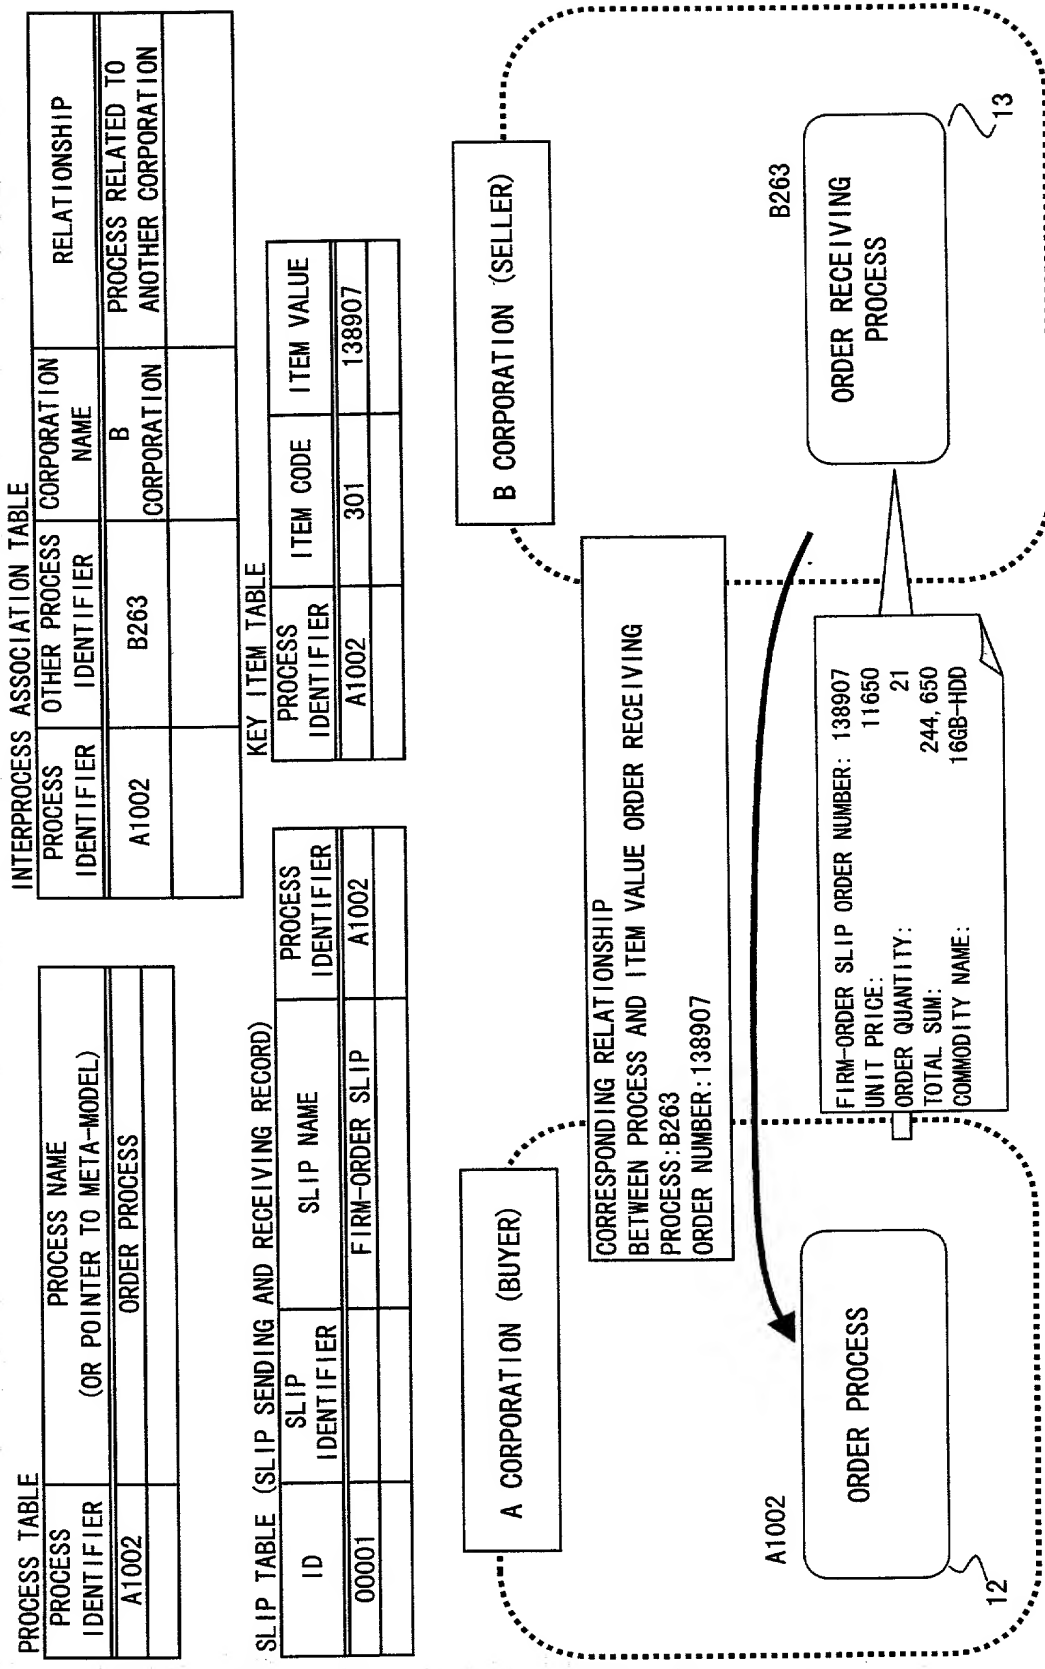 PROCESS TABLE
PROCESS
IDENTIFIER
PROCESS NAME
(OR POINTER TO META-MODEL)
A1002
ORDER PROCESS
INTERPROCESS ASSOCIATION TABLE
PROCESS
IDENTIFIER
OTHER PROCESS
IDENTIFIER
CORPORATION
NAME
RELATIONSHIP
A1002
B263
B
CORPORATION
PROCESS RELATED TO
ANOTHER CORPORATION
SLIP TABLE (SLIP SENDING AND RECEIVING RECORD)
ID
SLIP
IDENTIFIER
SLIP NAME
PROCESS
IDENTIFIER
00001
FIRM-ORDER SLIP
A1002
KEY ITEM TABLE
PROCESS
IDENTIFIER
ITEM CODE
ITEM VALUE
A1002
301
138907
A CORPORATION (BUYER)
B CORPORATION (SELLER)
CORRESPONDING RELATIONSHIP
BETWEEN PROCESS AND ITEM VALUE ORDER RECEIVING
PROCESS:B263
ORDER NUMBER:138907
A1002
ORDER PROCESS
12
FIRM-ORDER SLIP ORDER NUMBER: 138907
UNIT PRICE: 11650
ORDER QUANTITY: 21
TOTAL SUM: 244,650
COMMODITY NAME: 16GB-HDD
B263
ORDER RECEIVING
PROCESS
13